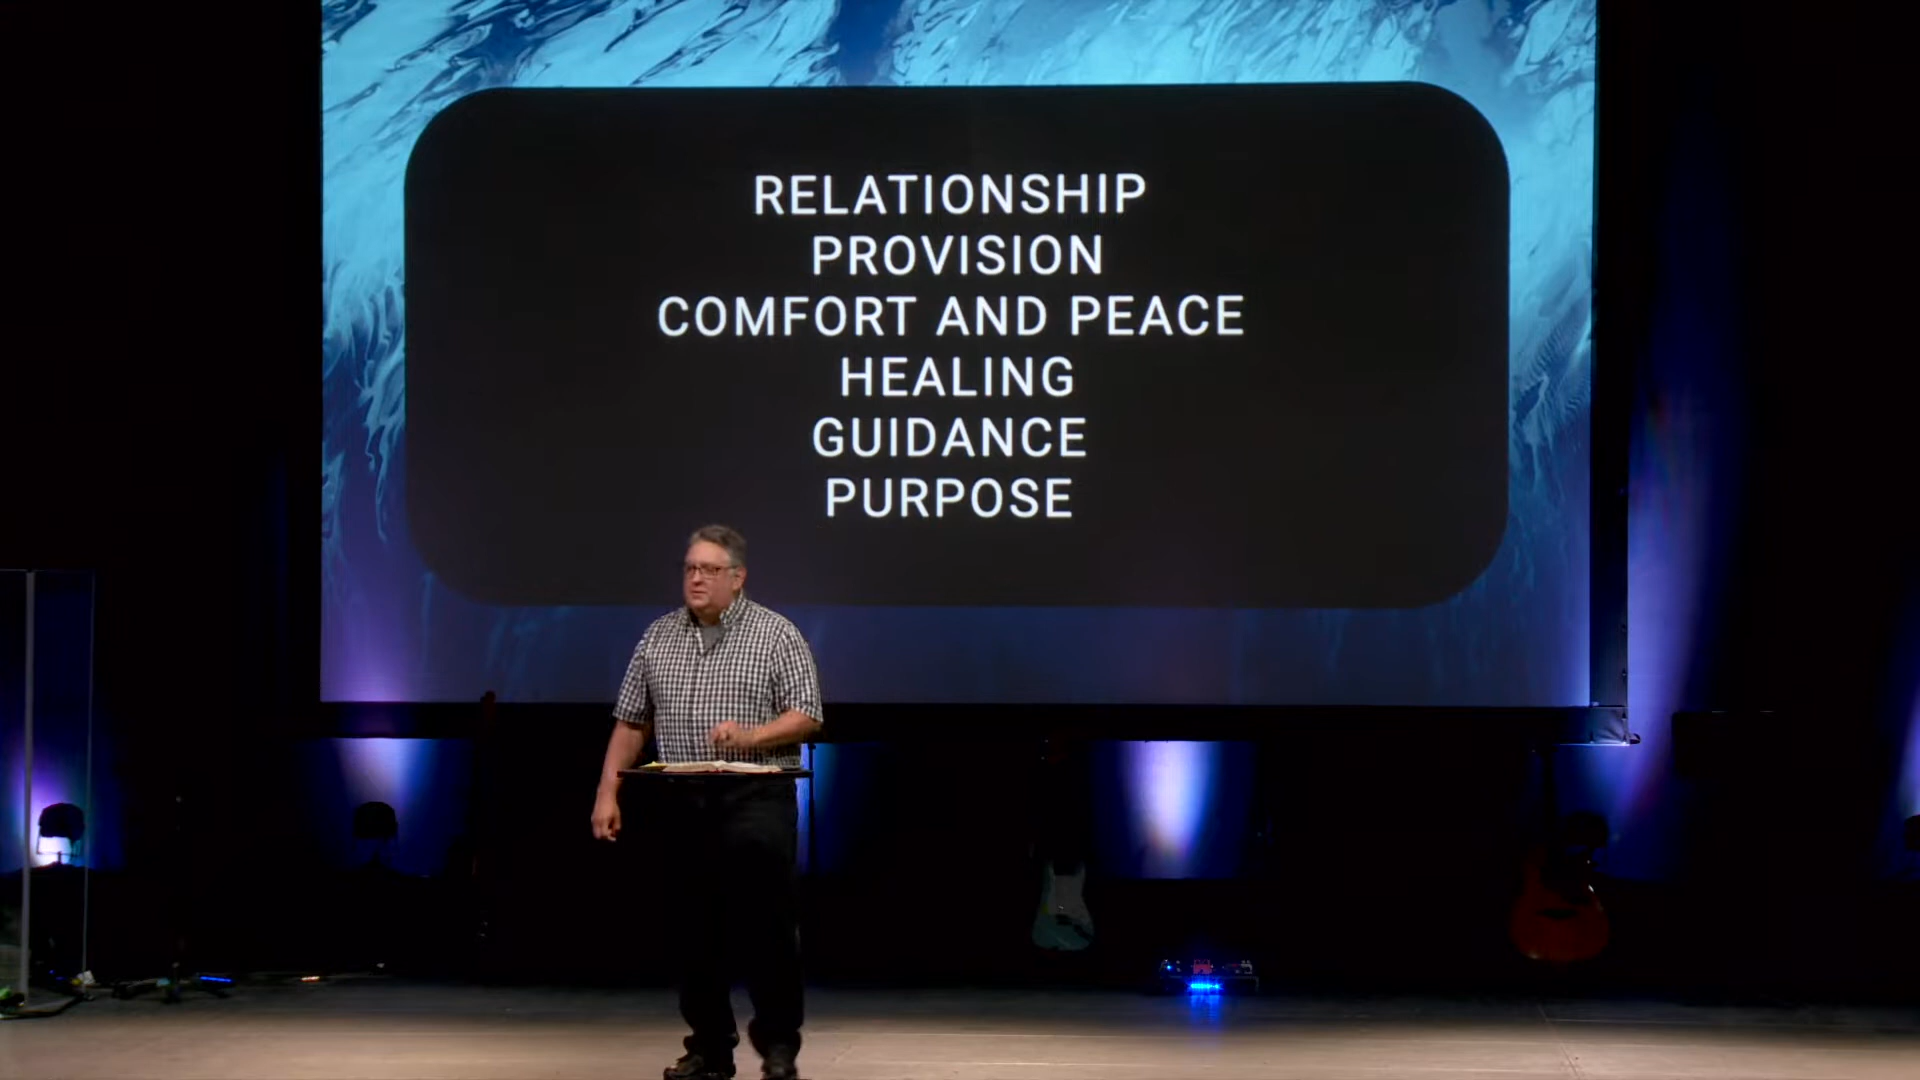 RELATIONSHIP
PROVISION
COMFORT AND PEACE
HEALING
GUIDANCE
PURPOSE